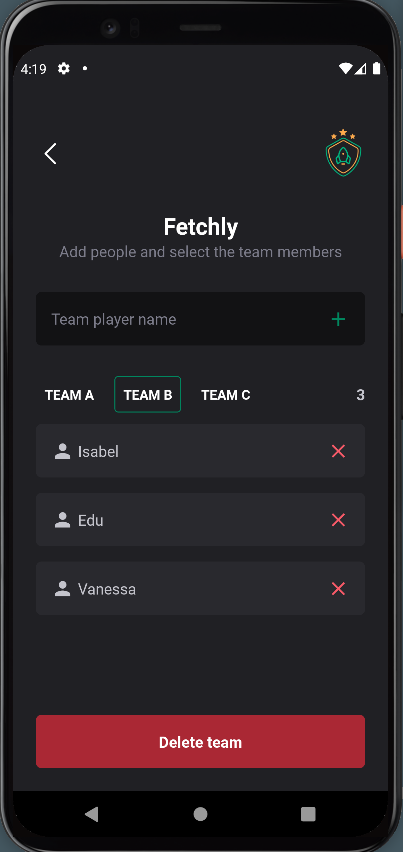 4:19
Fetchly
Add people and select the team members
Team player name
TEAM A TEAM B TEAM C 3
Isabel
Edu
Vanessa
Delete team